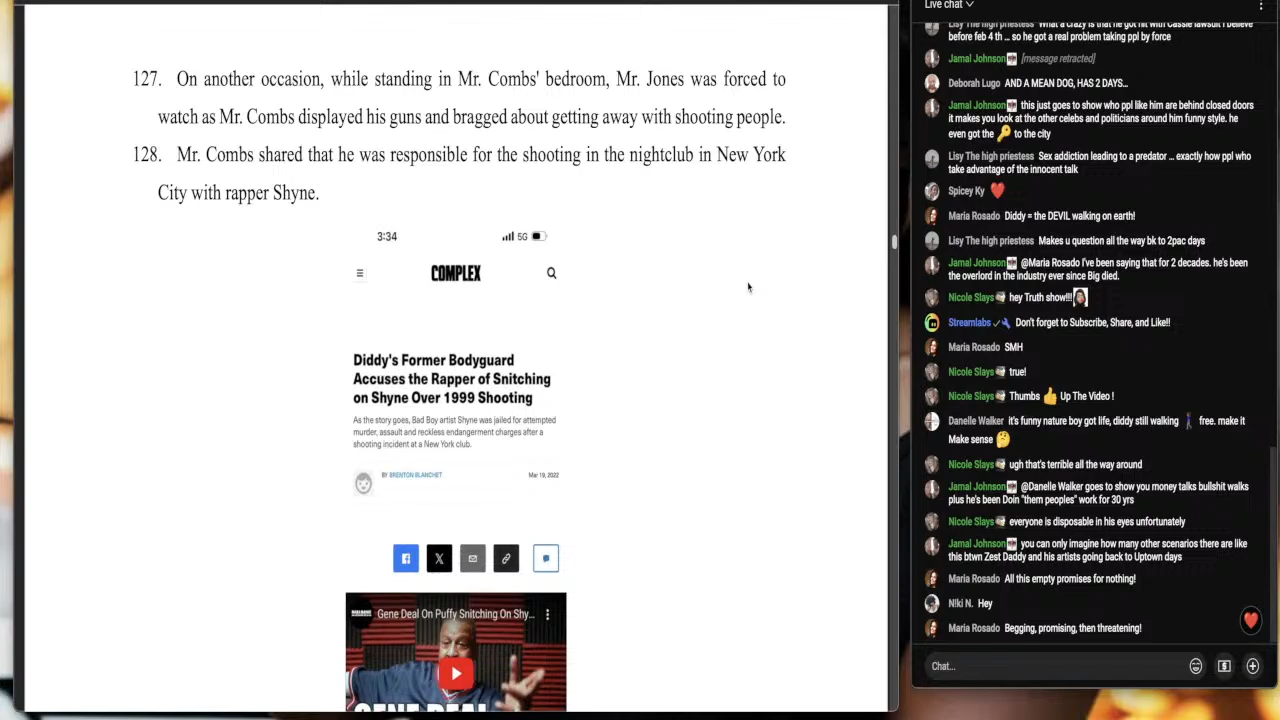 127. On another occasion, while standing in Mr. Combs' bedroom, Mr. Jones was forced to
watch as Mr. Combs displayed his guns and bragged about getting away with shooting people.
128. Mr. Combs shared that he was responsible for the shooting in the nightclub in New York
City with rapper Shyne.
3:34
5G
COMPLEX
Diddy's Former Bodyguard
Accuses the Rapper of Snitching
on Shyne Over 1999 Shooting
As the story goes, Bad Boy artist Shyne was jailed for attempted
murder, assault and reckless endangerment charges after a
shooting incident at a New York club.
BY BRENTON BLANCHET
Mar 19, 2022
Gene Deal On Puffy Snitching On Shy...
GENE DEAL
Live chat
Lisy The high priestess What a crazy is that he got hit with Cassie lawsuit I believe
before feb 4 th ... so he got a real problem taking ppl by force
Jamal Johnson [message retracted]
Deborah Lugo AND A MEAN DOG, HAS 2 DAYS...
Jamal Johnson this just goes to show who ppl like him are behind closed doors
it makes you look at the other celebs and politicians around him funny style. he
even got the 🔑 to the city
Lisy The high priestess Sex addiction leading to a predator ... exactly how ppl who
take advantage of the innocent talk
Spicey Ky ❤️
Maria Rosado Diddy = the DEVIL walking on earth!
Lisy The high priestess Makes u question all the way bk to 2pac days
Jamal Johnson @Maria Rosado I've been saying that for 2 decades. he's been
the overlord in the industry ever since Big died.
Nicole Slays hey Truth show!!!
Streamlabs Don't forget to Subscribe, Share, and Like!!
Maria Rosado SMH
Nicole Slays true!
Nicole Slays Thumbs 👍 Up The Video !
Danelle Walker it's funny nature boy got life, diddy still walking 🚶 free. make it
Make sense 🤔
Nicole Slays ugh that's terrible all the way around
Jamal Johnson @Danelle Walker goes to show you money talks bullshit walks
plus he's been Doin "them peoples" work for 30 yrs
Nicole Slays everyone is disposable in his eyes unfortunately
Jamal Johnson you can only imagine how many other scenarios there are like
this btwn Zest Daddy and his artists going back to Uptown days
Maria Rosado All this empty promises for nothing!
N!ki N. Hey
Maria Rosado Begging, promising, then threatening!
Chat...